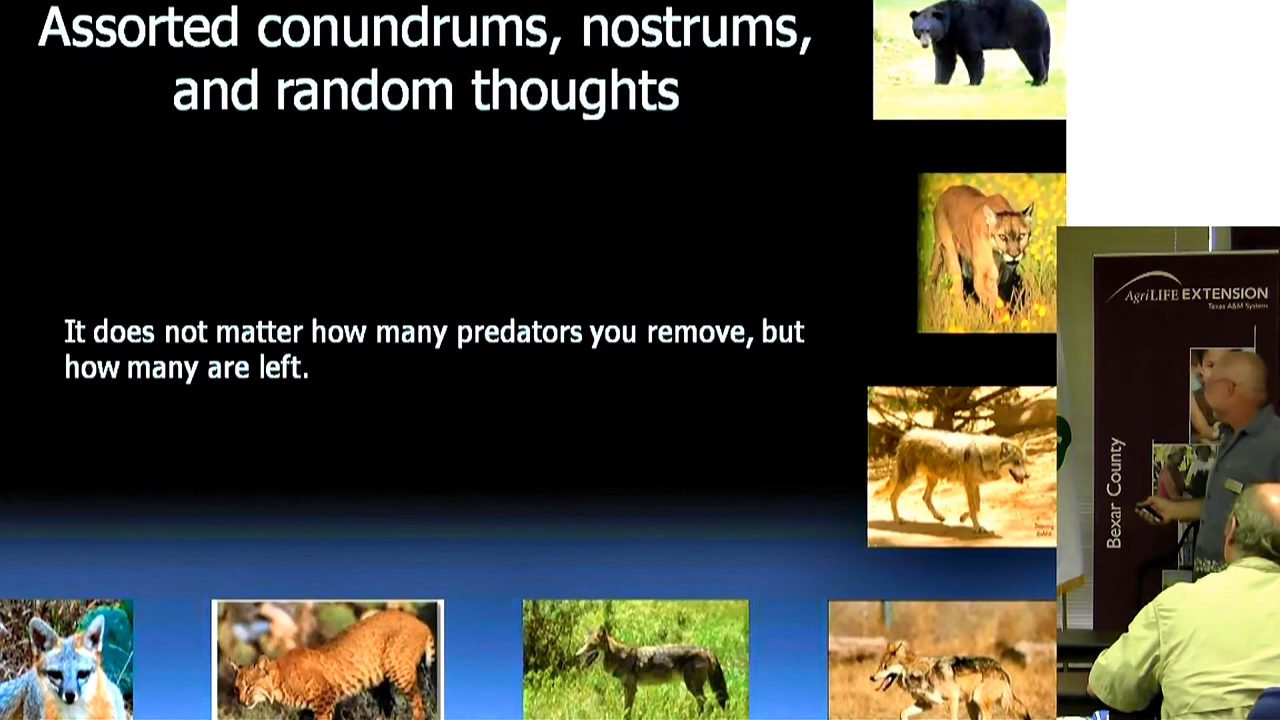 Assorted conundrums, nostrums,
and random thoughts
It does not matter how many predators you remove, but
how many are left.
AgriLIFE EXTENSION
Texas A&M System
Bexar County